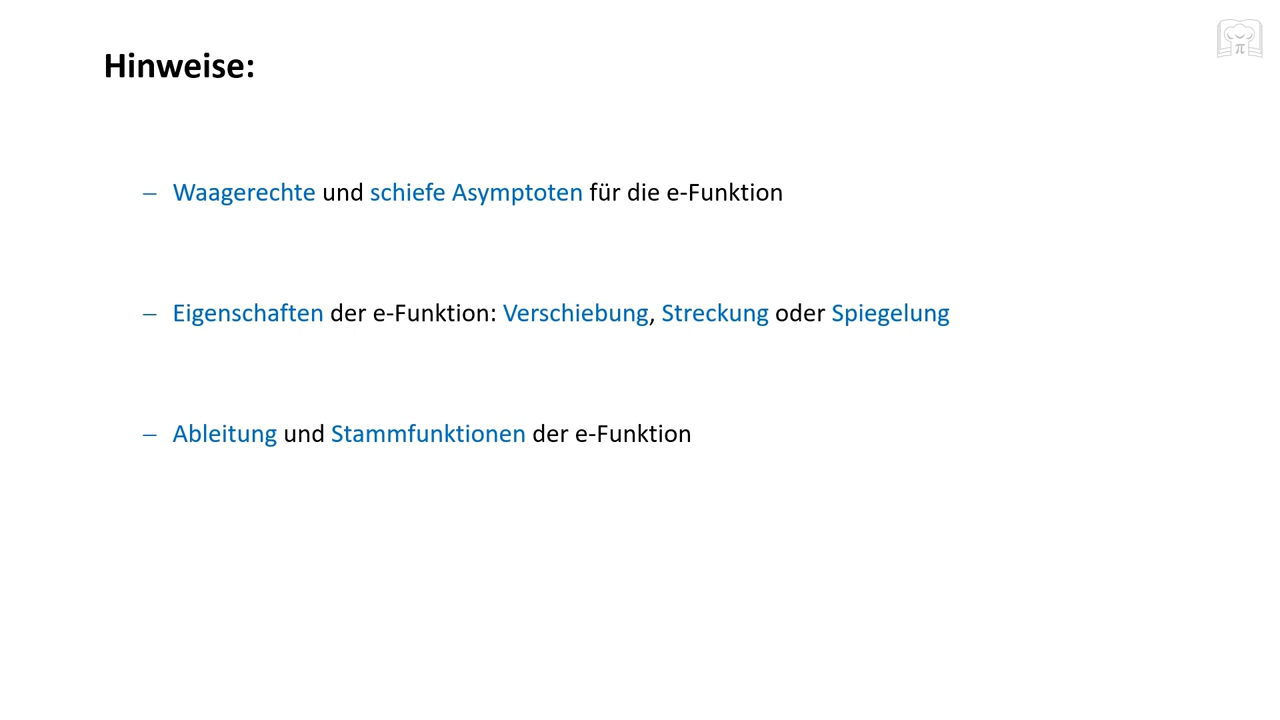 Hinweise:
– Waagerechte und schiefe Asymptoten für die e-Funktion
– Eigenschaften der e-Funktion: Verschiebung, Streckung oder Spiegelung
– Ableitung und Stammfunktionen der e-Funktion
π